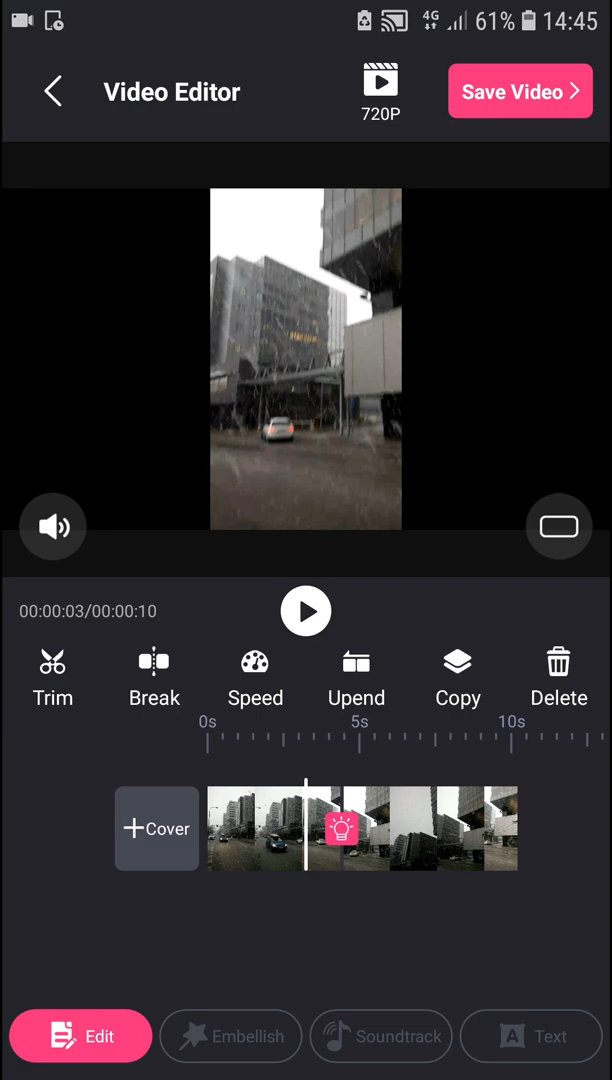 4G 61% 14:45
Video Editor
720P
Save Video
00:00:03/00:00:10
Trim Break Speed Upend Copy Delete
0s 5s 10s
Cover
Edit Embellish Soundtrack A Text